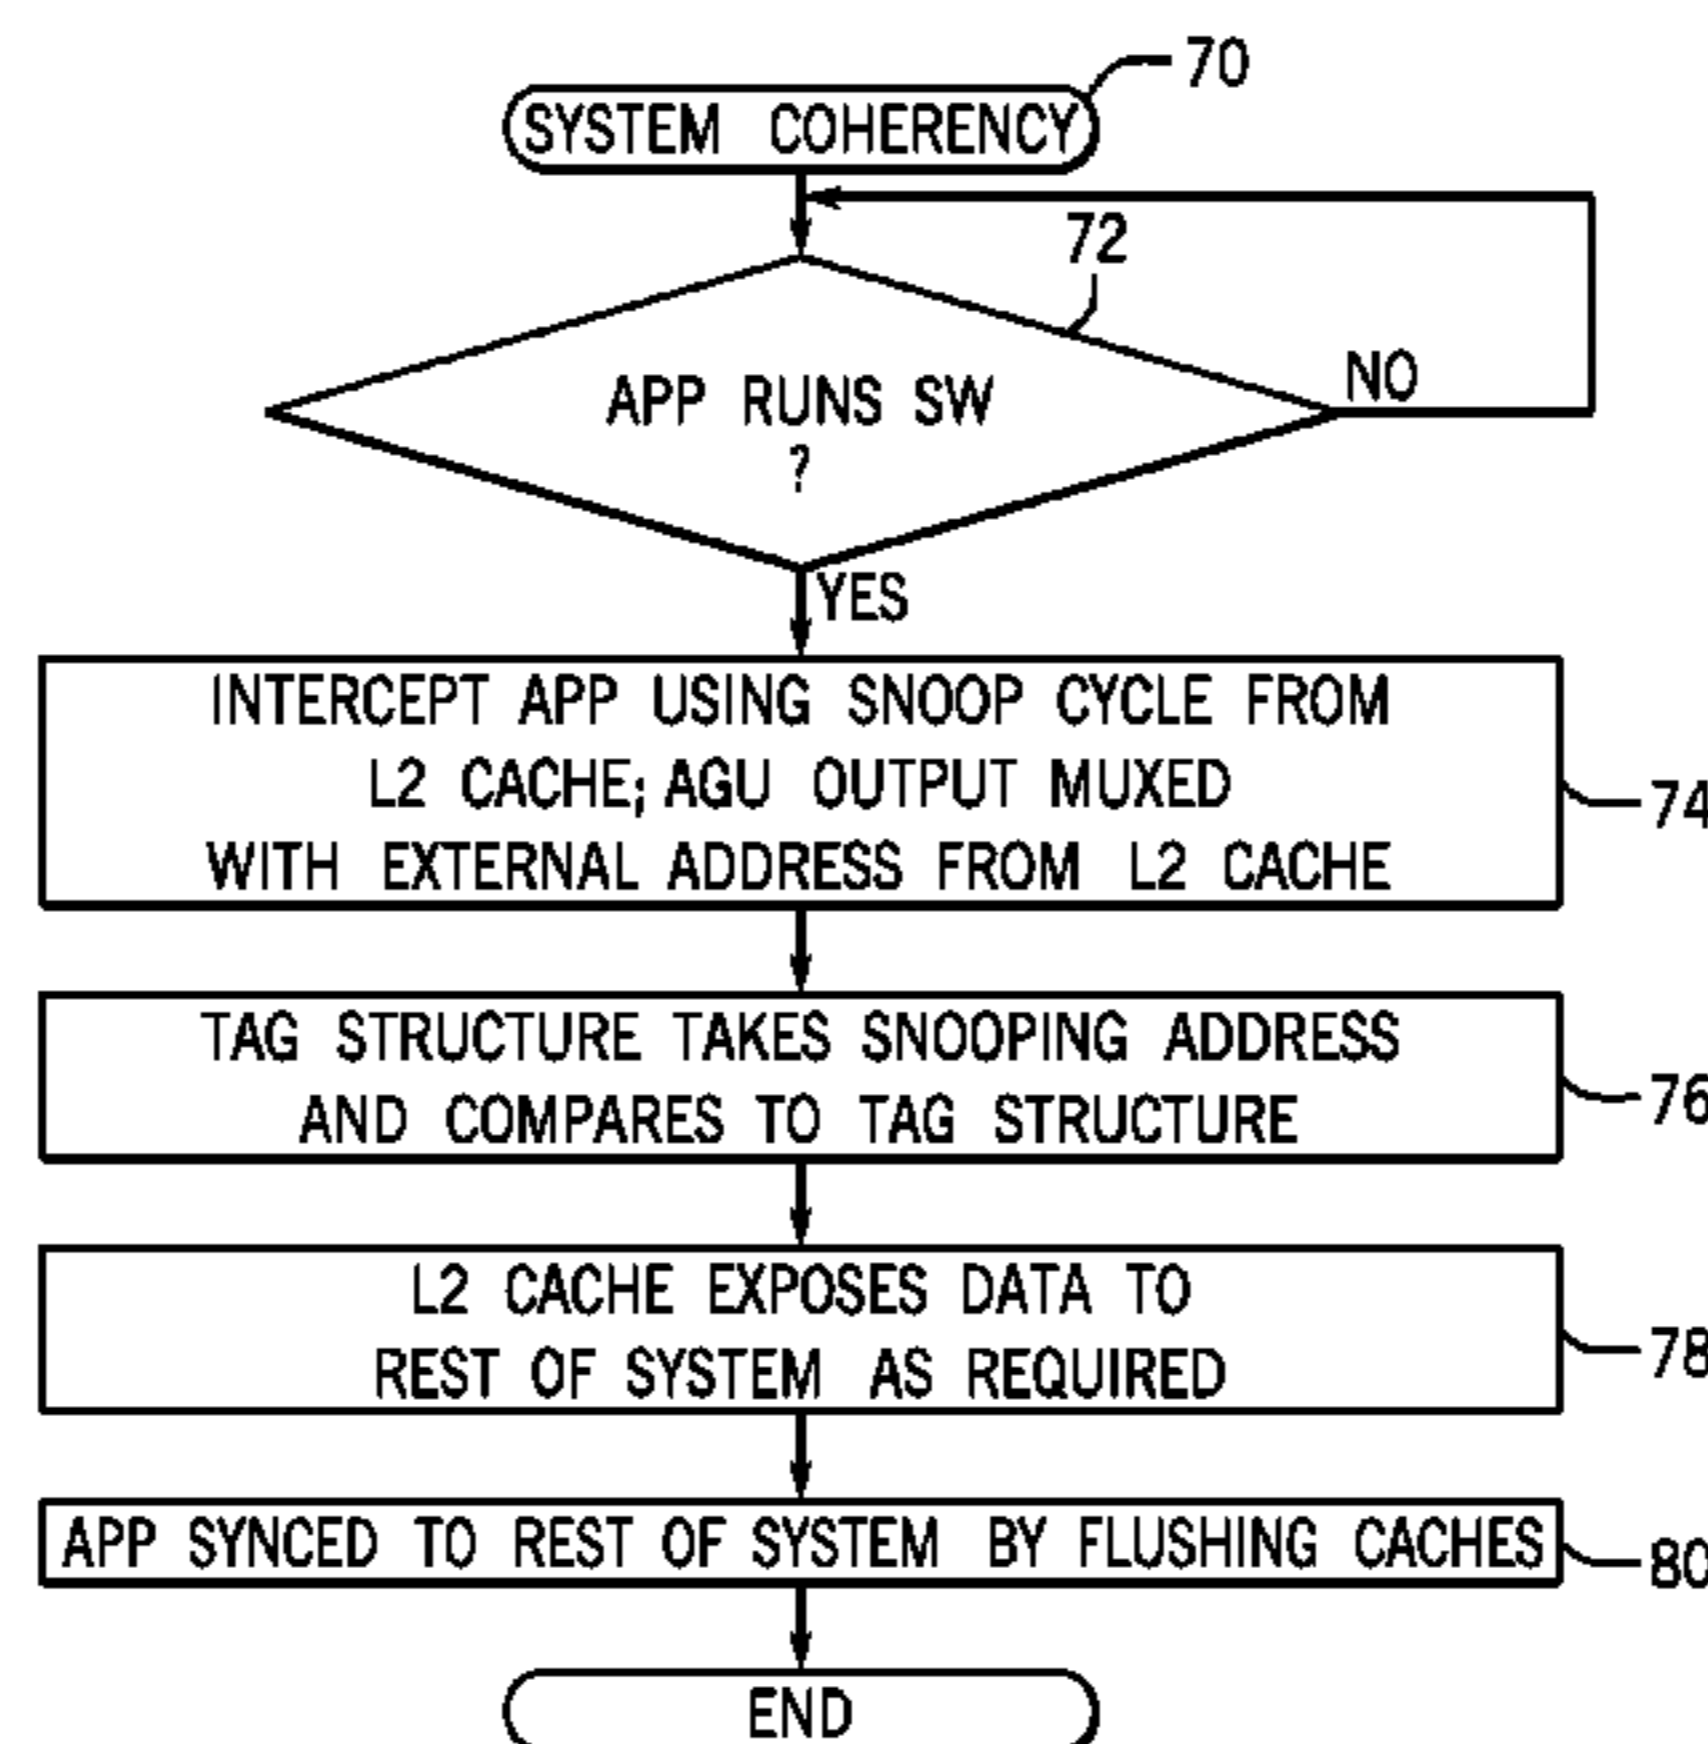 70
SYSTEM COHERENCY
72
APP RUNS SW
?
NO
YES
INTERCEPT APP USING SNOOP CYCLE FROM
L2 CACHE; AGU OUTPUT MUXED
WITH EXTERNAL ADDRESS FROM L2 CACHE
74
TAG STRUCTURE TAKES SNOOPING ADDRESS
AND COMPARES TO TAG STRUCTURE
76
L2 CACHE EXPOSES DATA TO
REST OF SYSTEM AS REQUIRED
78
APP SYNCED TO REST OF SYSTEM BY FLUSHING CACHES
80
END